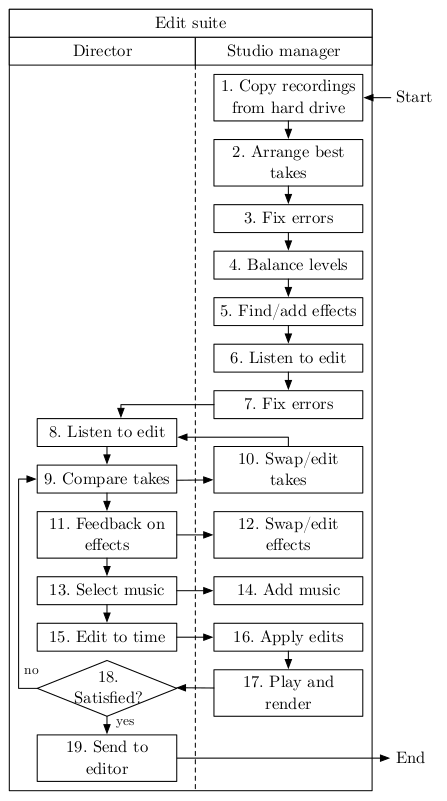 Edit suite
Director
Studio manager
1. Copy recordings
from hard drive
Start
2. Arrange best
takes
3. Fix errors
4. Balance levels
5. Find/add effects
6. Listen to edit
7. Fix errors
8. Listen to edit
9. Compare takes
10. Swap/edit
takes
11. Feedback on
effects
12. Swap/edit
effects
13. Select music
14. Add music
15. Edit to time
16. Apply edits
17. Play and
render
18.
Satisfied?
no
yes
19. Send to
editor
End